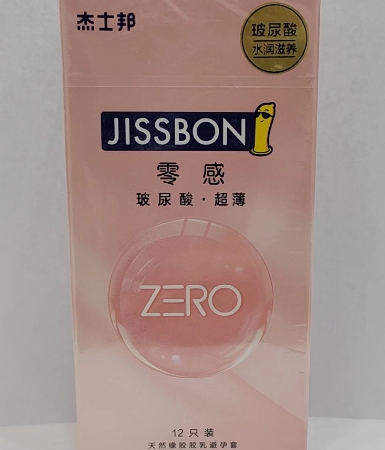 杰士邦
玻尿酸
水润滋养
JISSBON
零感
玻尿酸·超薄
ZERO
12只装
天然橡胶胶乳避孕套